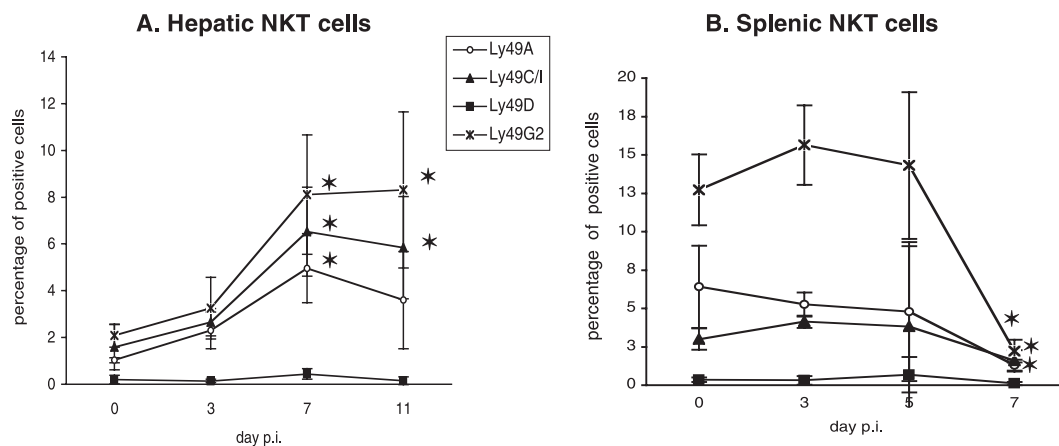 A. Hepatic NKT cells
percentage of positive cells
14
12
10
8
6
4
2
0
0 3 7 11
day p.i.
Ly49A
Ly49C/I
Ly49D
Ly49G2
B. Splenic NKT cells
percentage of positive cells
20
18
15
13
10
8
5
3
0
0 3 5 7
day p.i.